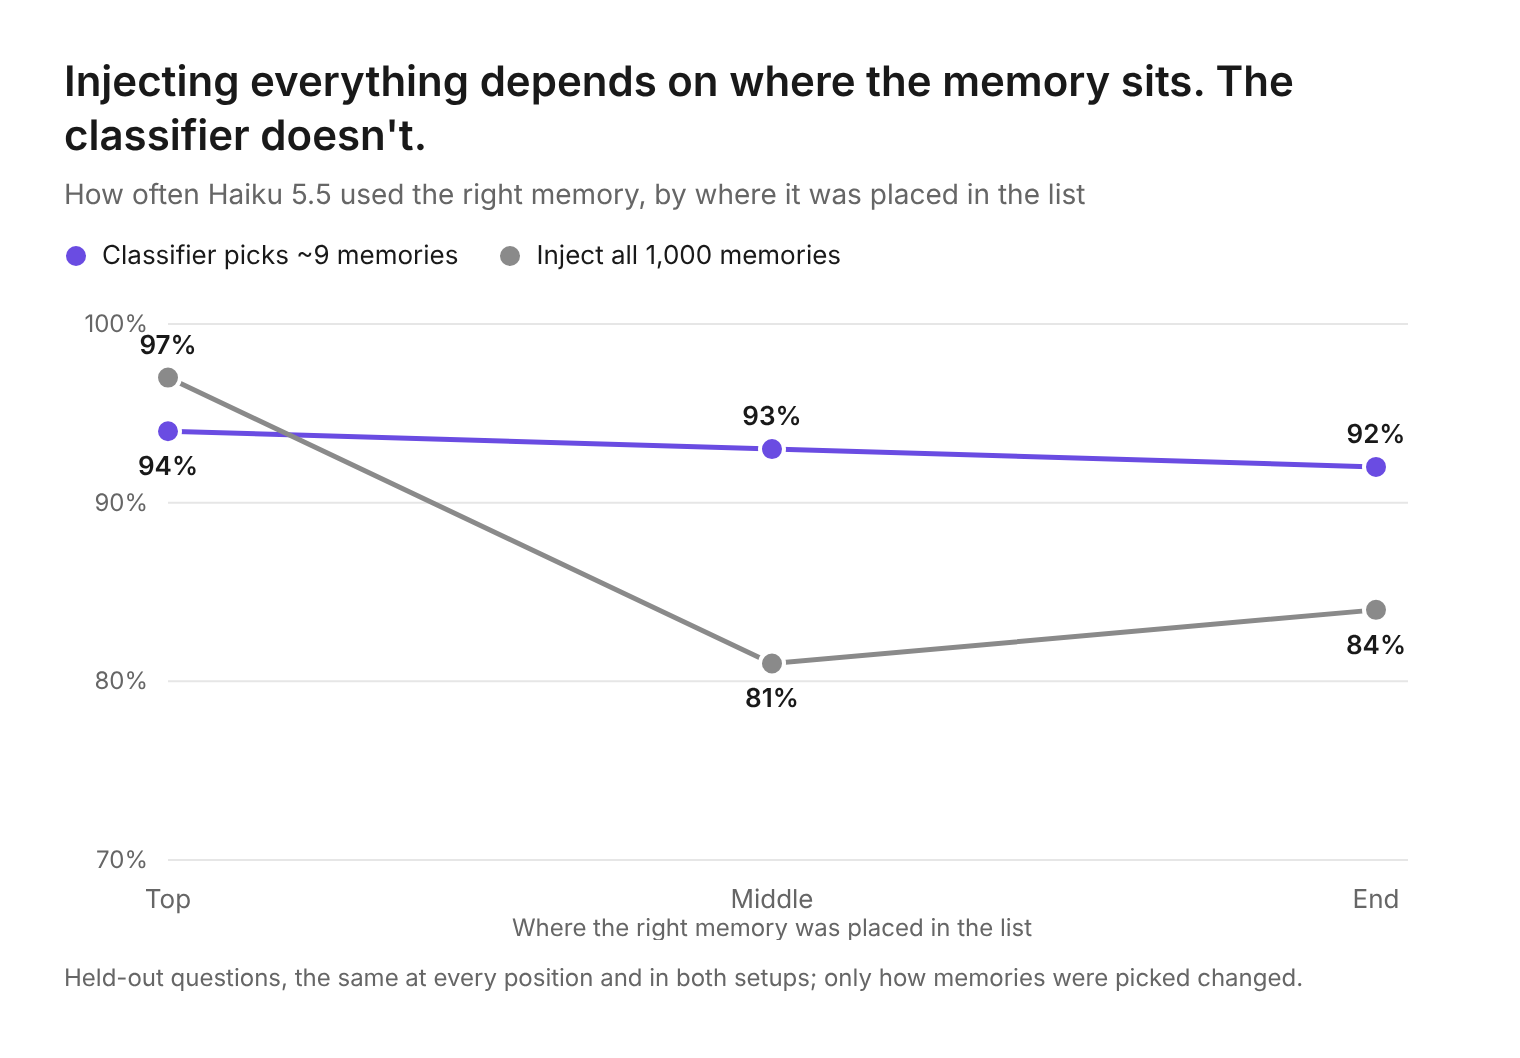 Injecting everything depends on where the memory sits. The
classifier doesn't.
How often Haiku 5.5 used the right memory, by where it was placed in the list
Classifier picks ~9 memories
Inject all 1,000 memories
100%
97%
94%
93%
92%
90%
84%
81%
80%
70%
Top
Middle
End
Where the right memory was placed in the list
Held-out questions, the same at every position and in both setups; only how memories were picked changed.